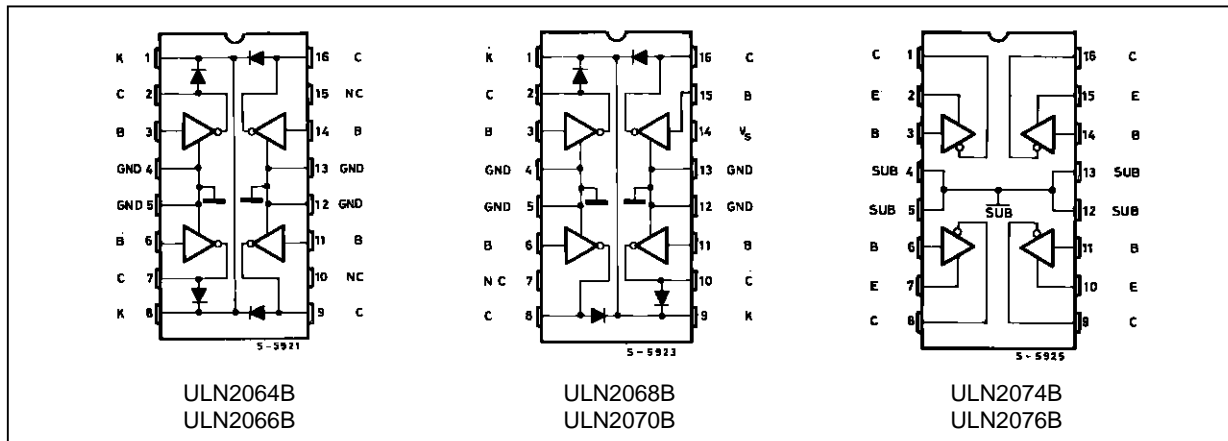 K 1 16 C
C 2 15 NC
B 3 14 B
GND 4 13 GND
GND 5 12 GND
B 6 11 B
C 7 10 NC
K 8 9 C
S-5921
ULN2064B
ULN2066B
K 1 16 C
C 2 15 B
B 3 14 Vs
GND 4 13 GND
GND 5 12 GND
B 6 11 B
NC 7 10 C
C 8 9 K
S-5923
ULN2068B
ULN2070B
C 1 16 C
E 2 15 E
B 3 14 B
SUB 4 13 SUB
SUB 5 SUB 12 SUB
B 6 11 B
E 7 10 E
C 8 9 C
S-5925
ULN2074B
ULN2076B